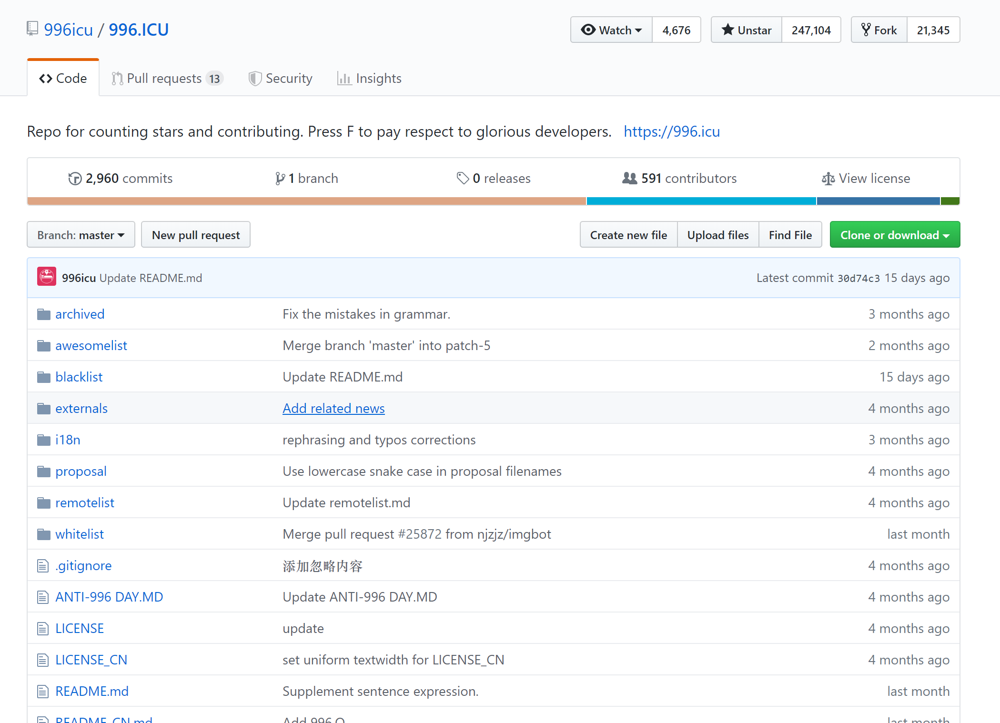 996icu / 996.ICU
Watch 4,676 Unstar 247,104 Fork 21,345
Code Pull requests 13 Security Insights
Repo for counting stars and contributing. Press F to pay respect to glorious developers. https://996.icu
2,960 commits 1 branch 0 releases 591 contributors View license
Branch: master New pull request Create new file Upload files Find File Clone or download
996icu Update README.md Latest commit 30d74c3 15 days ago
archived Fix the mistakes in grammar. 3 months ago
awesomelist Merge branch 'master' into patch-5 2 months ago
blacklist Update README.md 15 days ago
externals Add related news 4 months ago
i18n rephrasing and typos corrections 3 months ago
proposal Use lowercase snake case in proposal filenames 4 months ago
remotelist Update remotelist.md 4 months ago
whitelist Merge pull request #25872 from njzjz/imgbot last month
.gitignore 添加忽略内容 4 months ago
ANTI-996 DAY.MD Update ANTI-996 DAY.MD 4 months ago
LICENSE update 4 months ago
LICENSE_CN set uniform textwidth for LICENSE_CN 4 months ago
README.md Supplement sentence expression. last month
README_CN.md Add 996.O last month